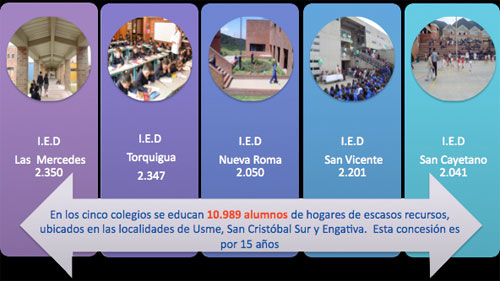 I.E.D
Las Mercedes
2.350
I.E.D
Torquigua
2.347
I.E.D
Nueva Roma
2.050
I.E.D
San Vicente
2.201
I.E.D
San Cayetano
2.041
En los cinco colegios se educan 10.989 alumnos de hogares de escasos recursos,
ubicados en las localidades de Usme, San Cristóbal Sur y Engativa. Esta concesión es
por 15 años